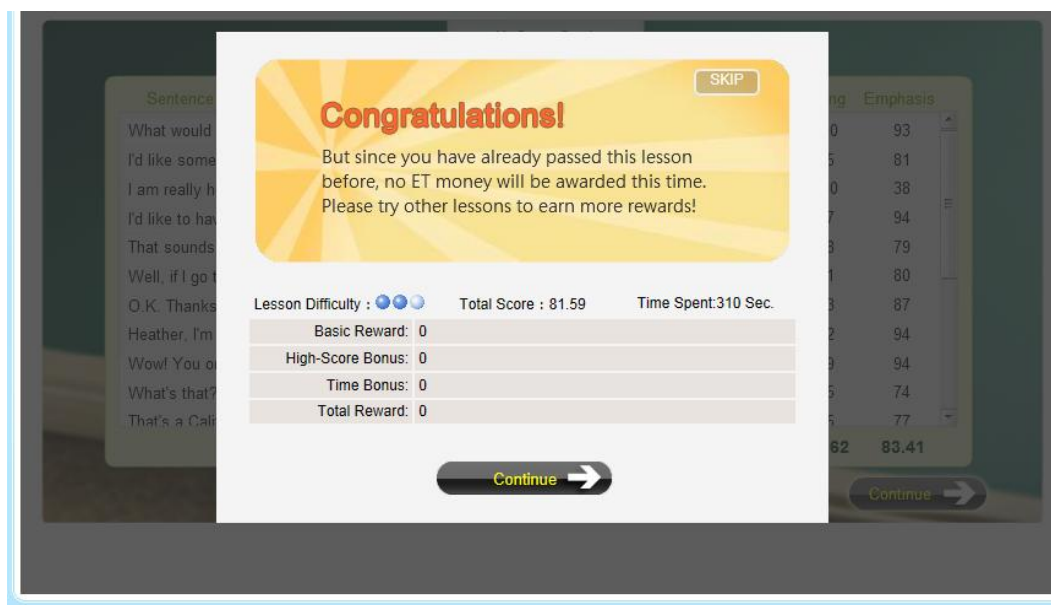 SKIP
Congratulations!
But since you have already passed this lesson
before, no ET money will be awarded this time.
Please try other lessons to earn more rewards!
Lesson Difficulty : Total Score : 81.59 Time Spent:310 Sec.
Basic Reward: 0
High-Score Bonus: 0
Time Bonus: 0
Total Reward: 0
Continue
Sentence Emphasis
What would 93
I'd like some 81
I am really 38
I'd like to 94
That sounds 79
Well, if I go 80
O.K. Thanks 87
Heather, I'm 94
Wow! You 94
What's that? 74
That's a 77
83.41
Continue